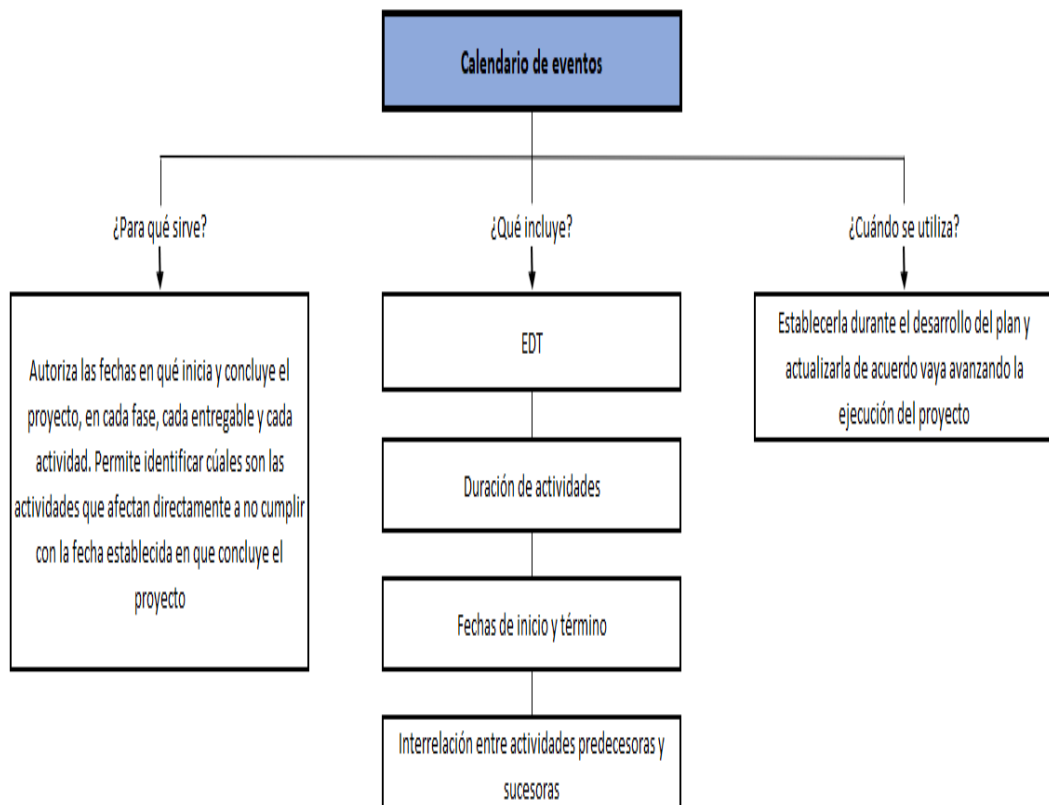 Calendario de eventos
¿Para qué sirve?
¿Qué incluye?
¿Cuándo se utiliza?
Autoriza las fechas en qué inicia y concluye el
proyecto, en cada fase, cada entregable y cada
actividad. Permite identificar cúales son las
actividades que afectan directamente a no cumplir
con la fecha establecida en que concluye el
proyecto
EDT
Duración de actividades
Fechas de inicio y término
Interrelación entre actividades predecesoras y
sucesoras
Establecerla durante el desarrollo del plan y
actualizarla de acuerdo vaya avanzando la
ejecución del proyecto